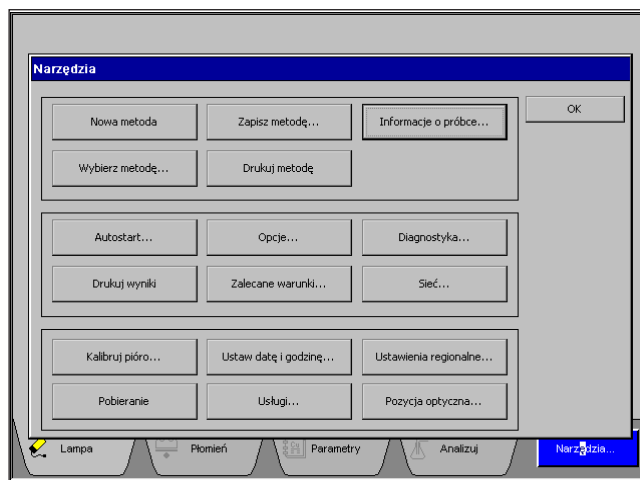 Narzędzia
Nowa metoda
Zapisz metodę...
Informacje o próbce...
OK
Wybierz metodę...
Drukuj metodę
Autostart...
Opcje...
Diagnostyka...
Drukuj wyniki
Zalecane warunki...
Sieć...
Kalibruj pióro...
Ustaw datę i godzinę...
Ustawienia regionalne...
Pobieranie
Usługi...
Pozycja optyczna...
Lampa
Płomień
Parametry
Analizuj
Narzędzia...